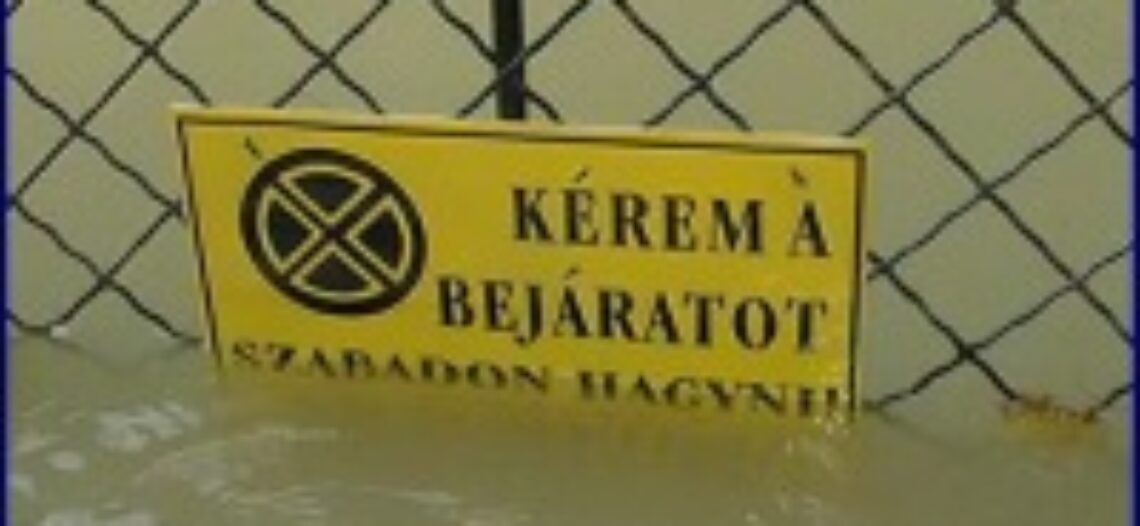 KÉREM À
BEJÁRATOT
SZABADON HAGYNI!